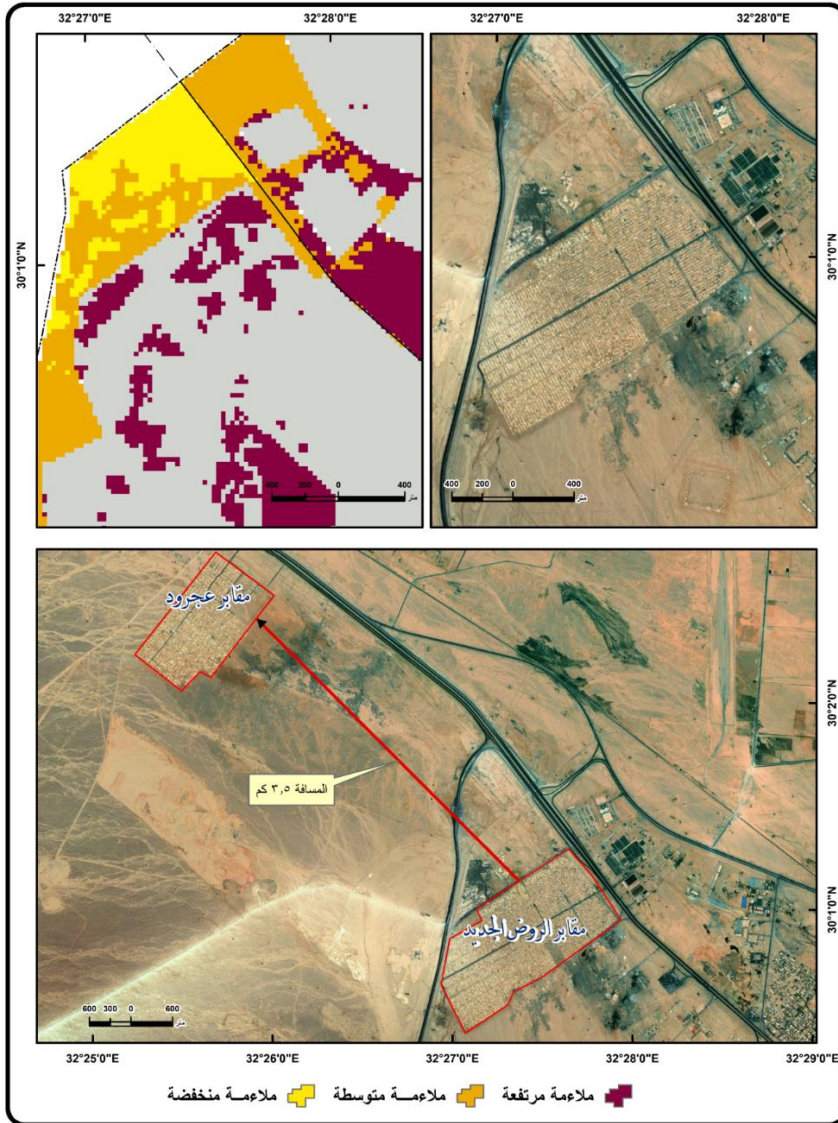 32°27'0"E 32°28'0"E 32°27'0"E 32°28'0"E
30°1'0"N
30°1'0"N
400 200 0 400
متر
400 200 0 400
متر
مقابر عجرود
المسافة ٣,٥ كم
مقابر الروض الجديد
30°2'0"N
30°1'0"N
600 300 0 600
متر
32°25'0"E 32°26'0"E 32°27'0"E 32°28'0"E 32°29'0"E
ملاءمة مرتفعة ملاءمــة متوسطة ملاءمــة منخفضة